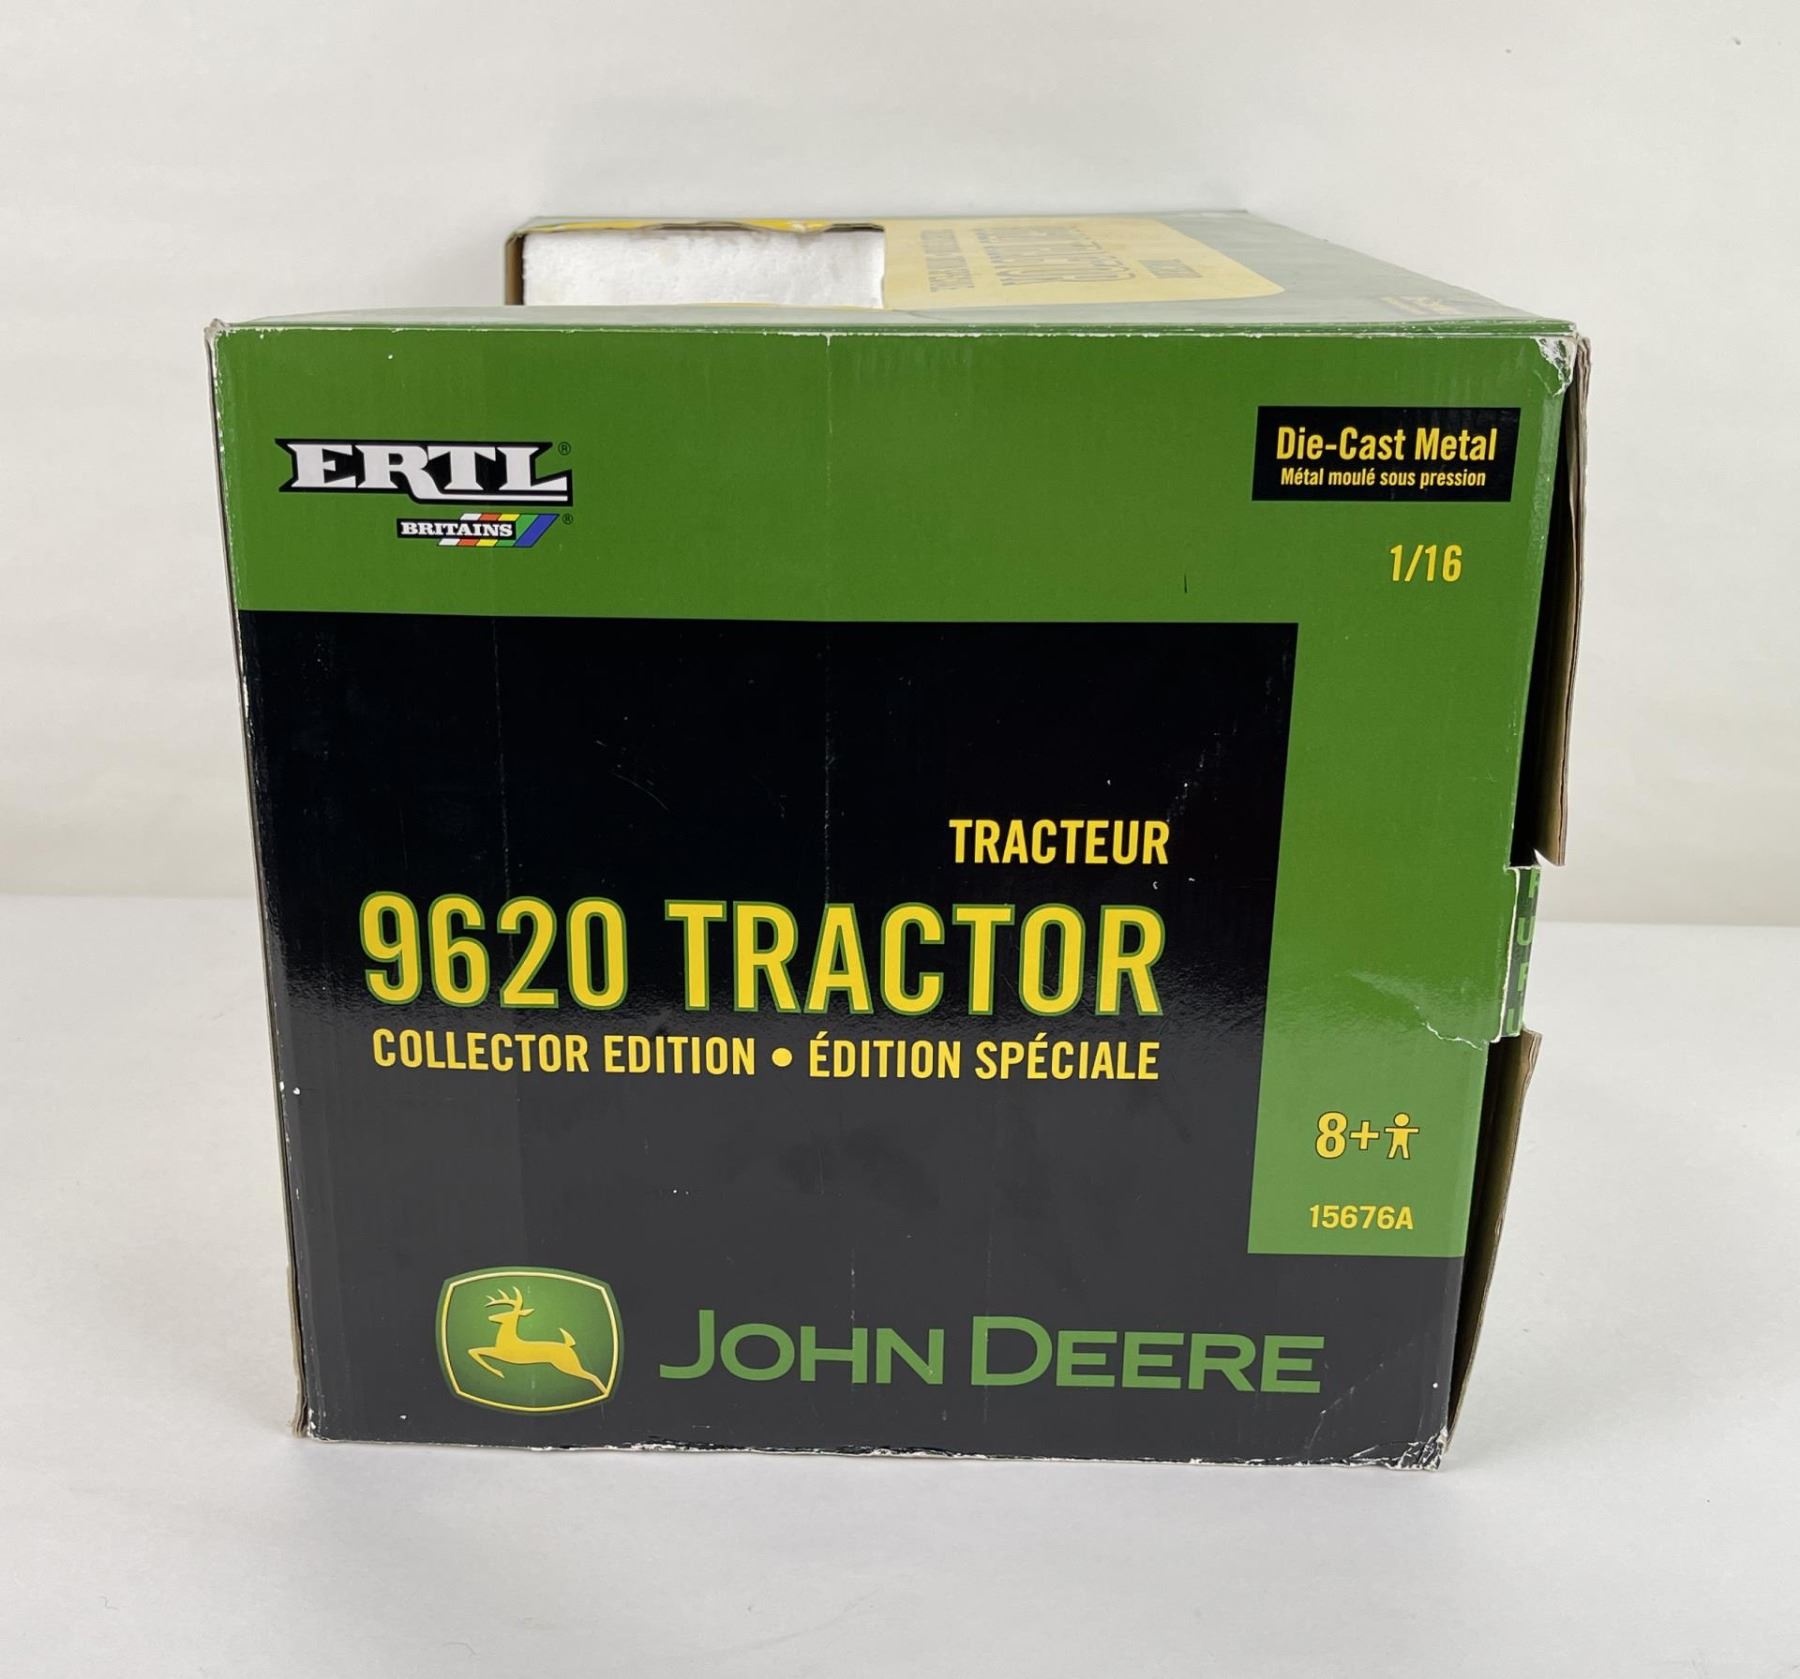 ERTL®
BRITAINS®
Die-Cast Metal
Métal moulé sous pression
1/16
TRACTEUR
9620 TRACTOR
COLLECTOR EDITION • ÉDITION SPÉCIALE
8+
15676A
JOHN DEERE